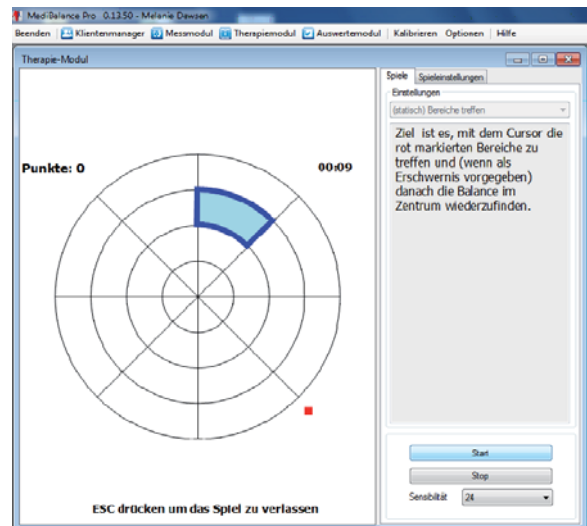 MediBalance Pro 0.13.50 - Melanie Dawsen
Beenden Klientenmanager Messmodul Therapiemodul Auswertemodul Kalibrieren Optionen Hilfe
Therapie-Modul
Punkte: 0
00:09
ESC drücken um das Spiel zu verlassen
Spiele Spieleinstellungen
Einstellungen
(statisch) Bereiche treffen
Ziel ist es, mit dem Cursor die
rot markierten Bereiche zu
treffen und (wenn als
Erschwernis vorgegeben)
danach die Balance im
Zentrum wiederzufinden.
Start
Stop
Sensibilität 24